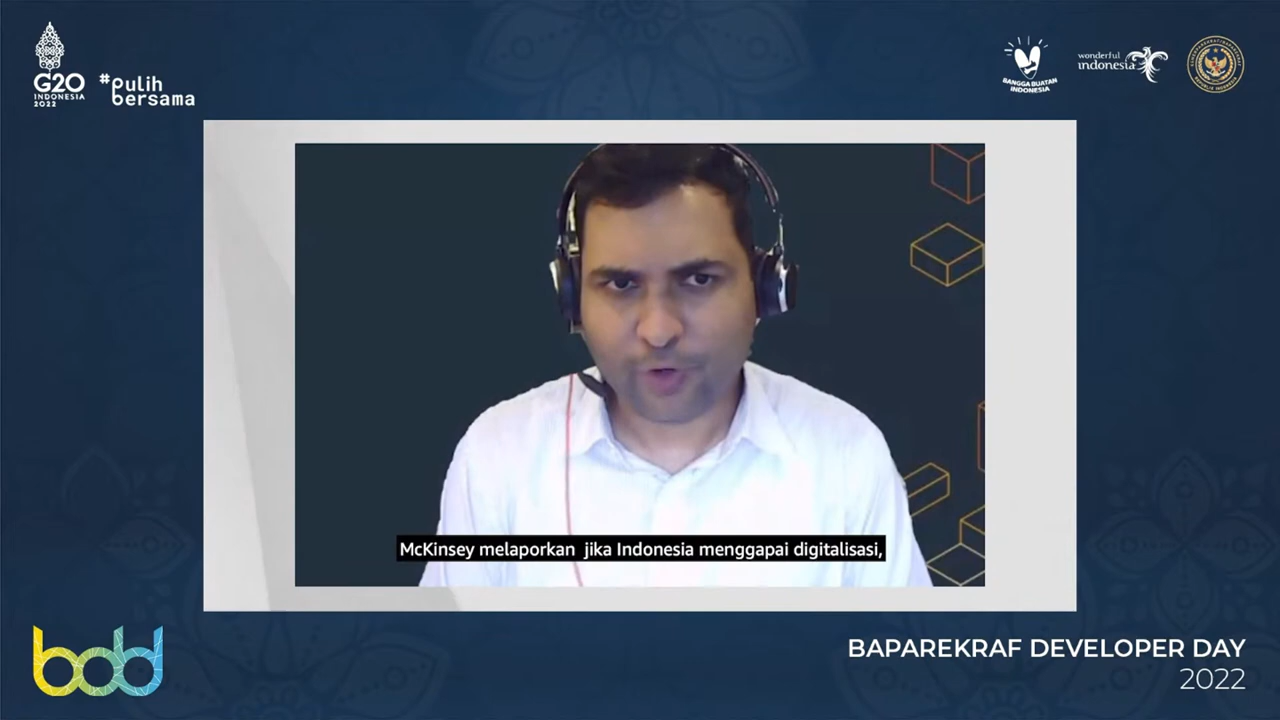 G20
INDONESIA
2022
#pulih
bersama
BANGGA BUATAN
INDONESIA
wonderful
indonesia
McKinsey melaporkan jika Indonesia menggapai digitalisasi,
bdd
BAPAREKRAF DEVELOPER DAY
2022